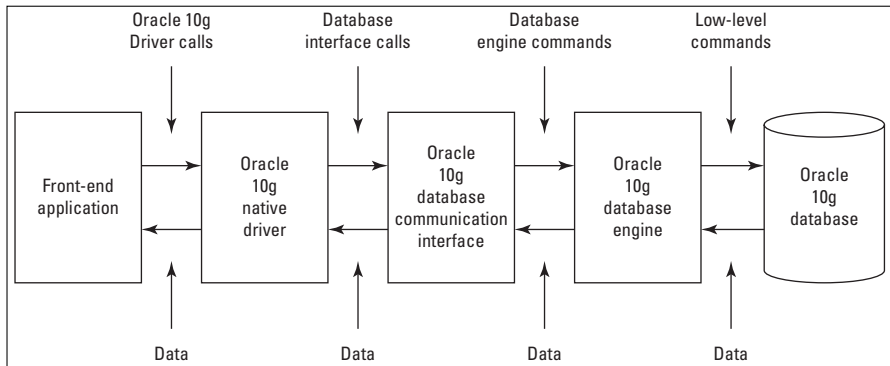 Oracle 10g
Driver calls
Database
interface calls
Database
engine commands
Low-level
commands
Front-end
application
Oracle
10g
native
driver
Oracle
10g
database
communication
interface
Oracle
10g
database
engine
Oracle
10g
database
Data
Data
Data
Data